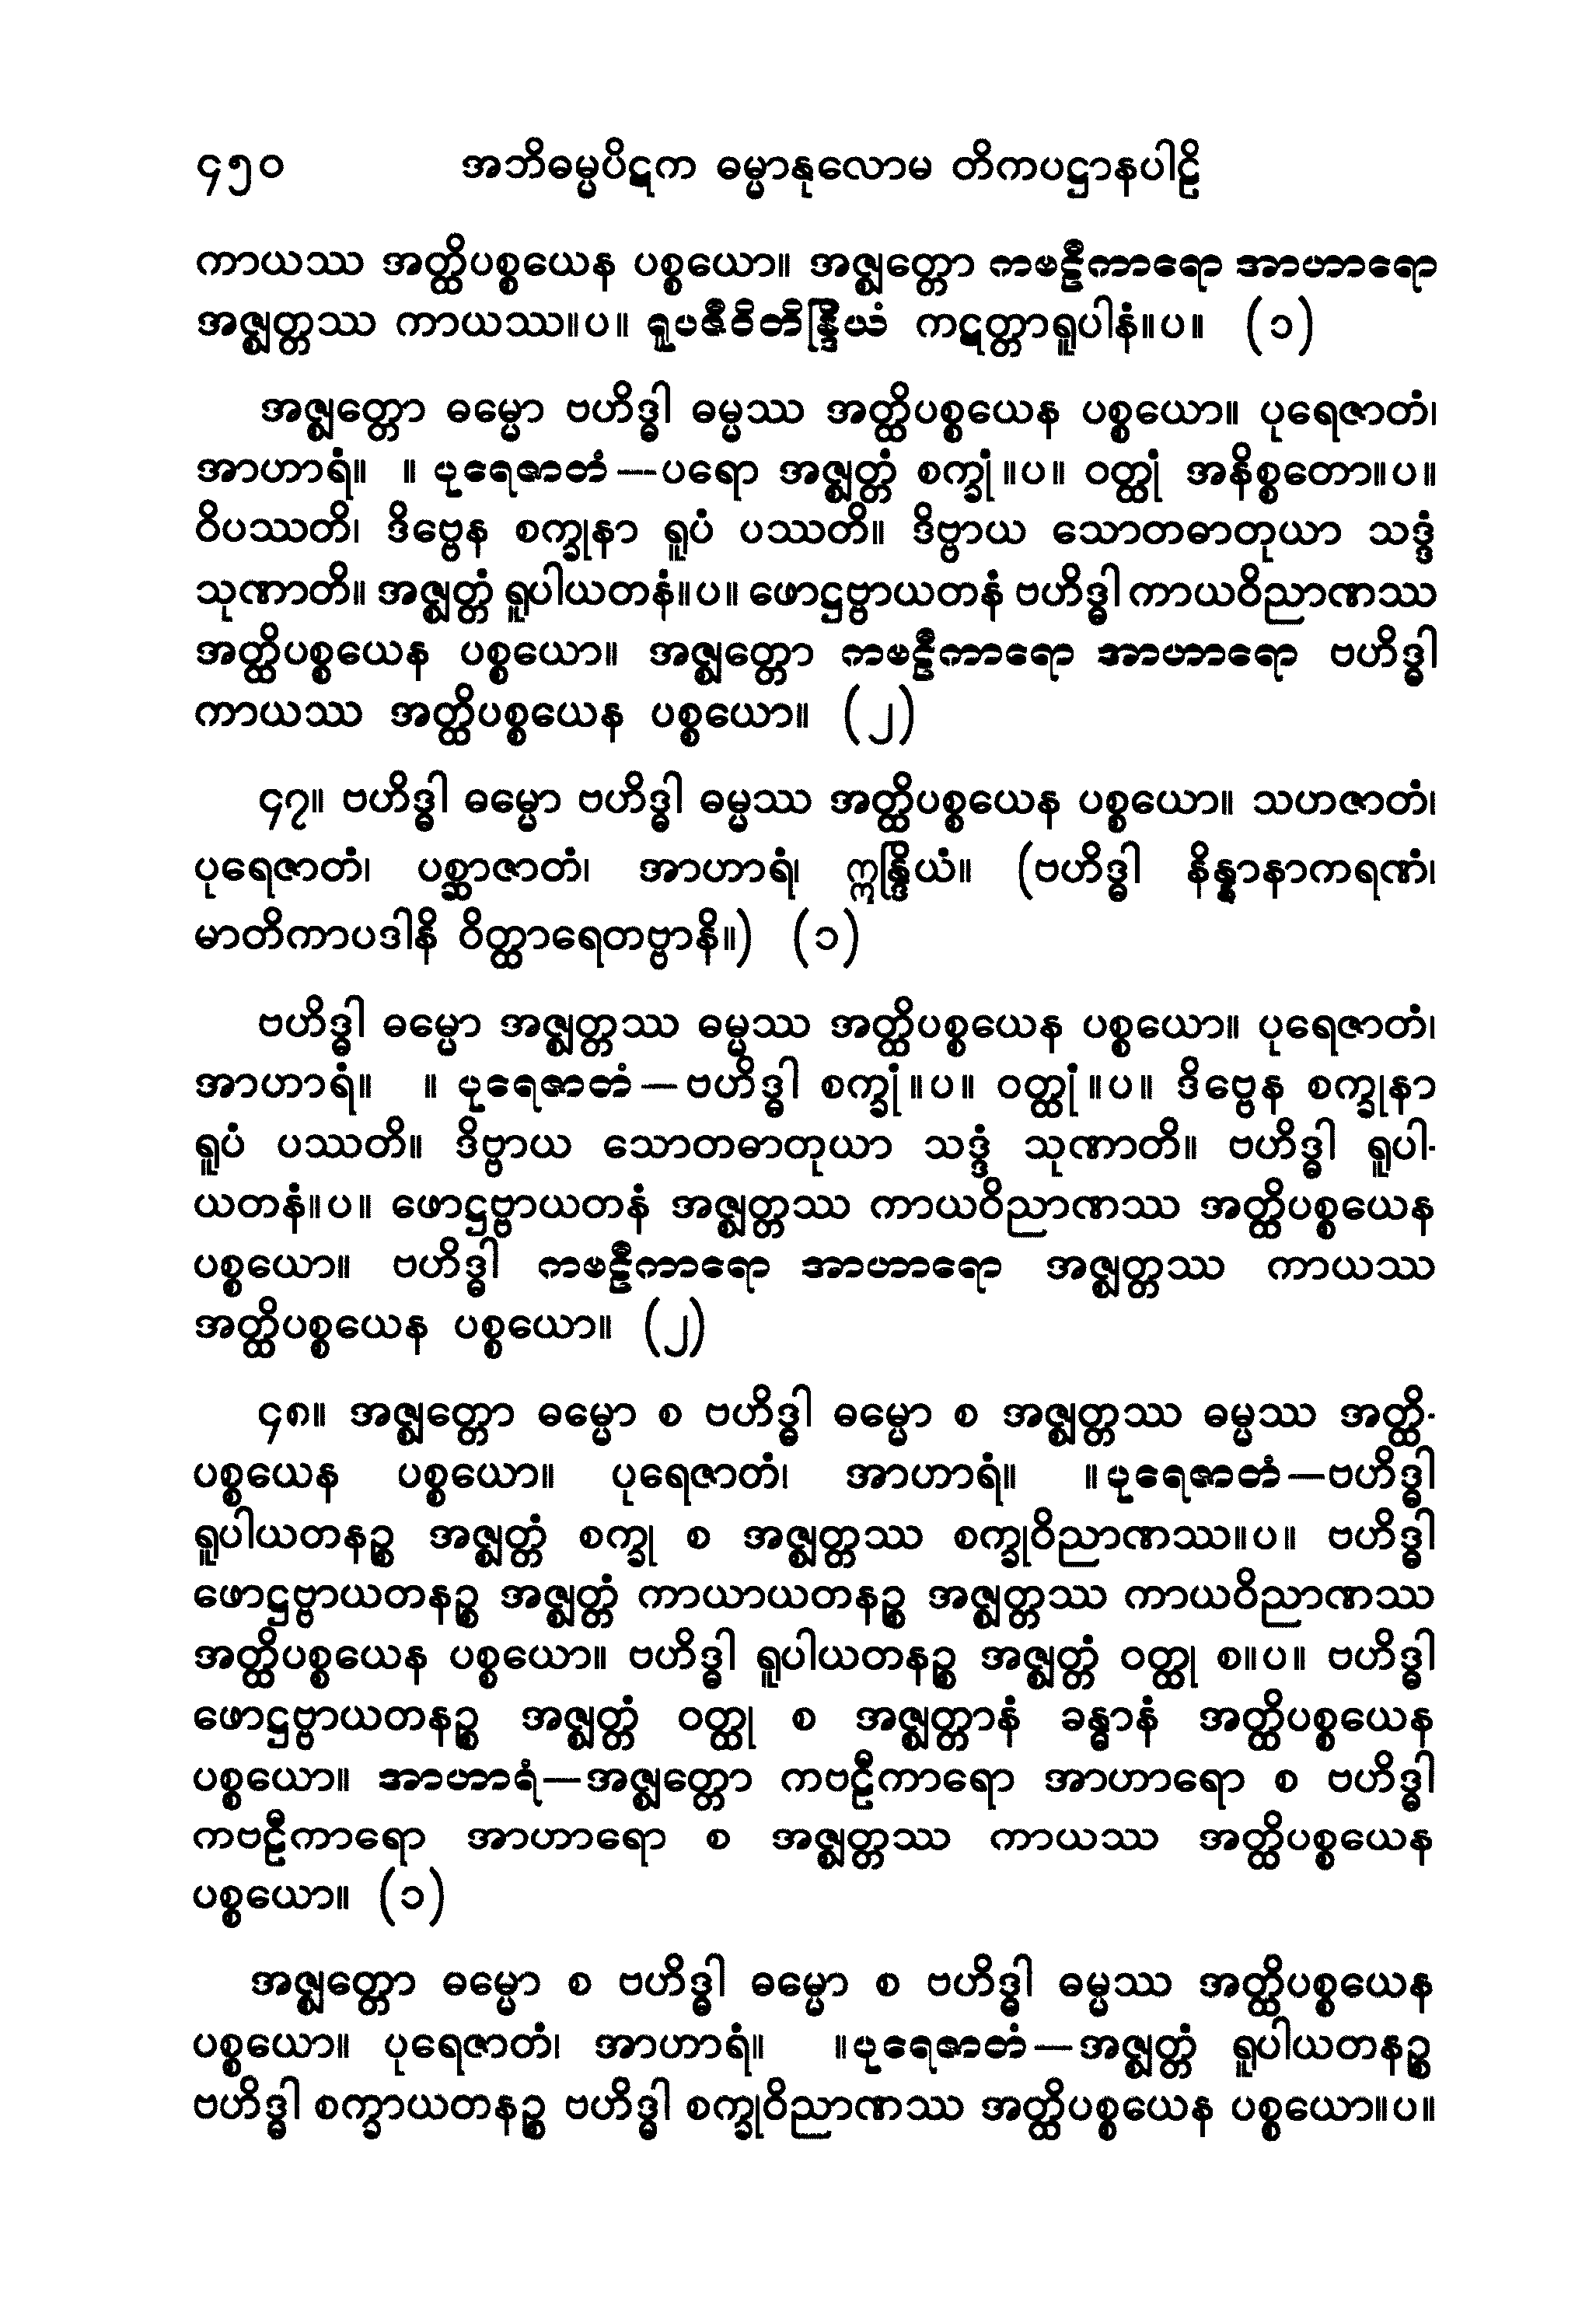 ၄၅၀ အဘိဓမ္မပိဋက ဓမ္မာနုလောမ တိကပဋ္ဌာနပါဠိ
ကာယဿ အတ္ထိပစ္စယေန ပစ္စယော။ အဇ္ဈတ္တော ကဗဠီကာရော အာဟာရော
အဇ္ဈတ္တဿ ကာယဿ။ပ။ ရူပဇီဝိတိန္ဒြိယံ ကဋတ္တာရူပါနံ။ပ။ (၁)
အဇ္ဈတ္တော ဓမ္မော ဗဟိဒ္ဓါ ဓမ္မဿ အတ္ထိပစ္စယေန ပစ္စယော။ ပုရေဇာတံ၊
အာဟာရံ။ ။ ပုရေဇာတံ—ပရော အဇ္ဈတ္တံ စက္ခုံ။ပ။ ဝတ္ထုံ အနိစ္စတော။ပ။
ဝိပဿတိ၊ ဒိဗ္ဗေန စက္ခုနာ ရူပံ ပဿတိ။ ဒိဗ္ဗာယ သောတဓာတုယာ သဒ္ဒံ
သုဏာတိ။ အဇ္ဈတ္တံ ရူပါယတနံ။ပ။ ဖောဋ္ဌဗ္ဗာယတနံ ဗဟိဒ္ဓါ ကာယဝိညာဏဿ
အတ္ထိပစ္စယေန ပစ္စယော။ အဇ္ဈတ္တော ကဗဠီကာရော အာဟာရော ဗဟိဒ္ဓါ
ကာယဿ အတ္ထိပစ္စယေန ပစ္စယော။ (၂)
၄၇။ ဗဟိဒ္ဓါ ဓမ္မော ဗဟိဒ္ဓါ ဓမ္မဿ အတ္ထိပစ္စယေန ပစ္စယော။ သဟဇာတံ၊
ပုရေဇာတံ၊ ပစ္ဆာဇာတံ၊ အာဟာရံ၊ ဣန္ဒြိယံ။ (ဗဟိဒ္ဓါ နိန္နာနာကရဏံ၊
မာတိကာပဒါနိ ဝိတ္ထာရေတဗ္ဗာနိ။) (၁)
ဗဟိဒ္ဓါ ဓမ္မော အဇ္ဈတ္တဿ ဓမ္မဿ အတ္ထိပစ္စယေန ပစ္စယော။ ပုရေဇာတံ၊
အာဟာရံ။ ။ ပုရေဇာတံ—ဗဟိဒ္ဓါ စက္ခုံ။ပ။ ဝတ္ထုံ။ပ။ ဒိဗ္ဗေန စက္ခုနာ
ရူပံ ပဿတိ။ ဒိဗ္ဗာယ သောတဓာတုယာ သဒ္ဒံ သုဏာတိ။ ဗဟိဒ္ဓါ ရူပါ-
ယတနံ။ပ။ ဖောဋ္ဌဗ္ဗာယတနံ အဇ္ဈတ္တဿ ကာယဝိညာဏဿ အတ္ထိပစ္စယေန
ပစ္စယော။ ဗဟိဒ္ဓါ ကဗဠီကာရော အာဟာရော အဇ္ဈတ္တဿ ကာယဿ
အတ္ထိပစ္စယေန ပစ္စယော။ (၂)
၄၈။ အဇ္ဈတ္တော ဓမ္မော စ ဗဟိဒ္ဓါ ဓမ္မော စ အဇ္ဈတ္တဿ ဓမ္မဿ အတ္ထိ-
ပစ္စယေန ပစ္စယော။ ပုရေဇာတံ၊ အာဟာရံ။ ။ပုရေဇာတံ—ဗဟိဒ္ဓါ
ရူပါယတနဉ္စ အဇ္ဈတ္တံ စက္ခု စ အဇ္ဈတ္တဿ စက္ခုဝိညာဏဿ။ပ။ ဗဟိဒ္ဓါ
ဖောဋ္ဌဗ္ဗာယတနဉ္စ အဇ္ဈတ္တံ ကာယာယတနဉ္စ အဇ္ဈတ္တဿ ကာယဝိညာဏဿ
အတ္ထိပစ္စယေန ပစ္စယော။ ဗဟိဒ္ဓါ ရူပါယတနဉ္စ အဇ္ဈတ္တံ ဝတ္ထု စ။ပ။ ဗဟိဒ္ဓါ
ဖောဋ္ဌဗ္ဗာယတနဉ္စ အဇ္ဈတ္တံ ဝတ္ထု စ အဇ္ဈတ္တာနံ ခန္ဓာနံ အတ္ထိပစ္စယေန
ပစ္စယော။ အာဟာရံ—အဇ္ဈတ္တော ကဗဠီကာရော အာဟာရော စ ဗဟိဒ္ဓါ
ကဗဠီကာရော အာဟာရော စ အဇ္ဈတ္တဿ ကာယဿ အတ္ထိပစ္စယေန
ပစ္စယော။ (၁)
အဇ္ဈတ္တော ဓမ္မော စ ဗဟိဒ္ဓါ ဓမ္မော စ ဗဟိဒ္ဓါ ဓမ္မဿ အတ္ထိပစ္စယေန
ပစ္စယော။ ပုရေဇာတံ၊ အာဟာရံ။ ။ပုရေဇာတံ—အဇ္ဈတ္တံ ရူပါယတနဉ္စ
ဗဟိဒ္ဓါ စက္ခာယတနဉ္စ ဗဟိဒ္ဓါ စက္ခုဝိညာဏဿ အတ္ထိပစ္စယေန ပစ္စယော။ပ။